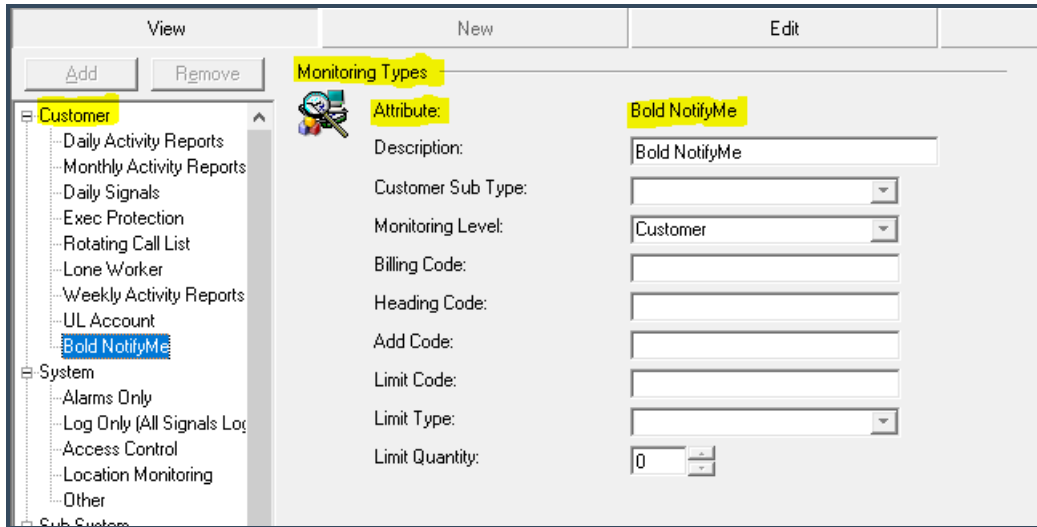 View New Edit
Add Remove
Customer
Daily Activity Reports
Monthly Activity Reports
Daily Signals
Exec Protection
Rotating Call List
Lone Worker
Weekly Activity Reports
UL Account
Bold NotifyMe
System
Alarms Only
Log Only (All Signals Log
Access Control
Location Monitoring
Other
Sub System
Monitoring Types
Attribute: Bold NotifyMe
Description: Bold NotifyMe
Customer Sub Type:
Monitoring Level: Customer
Billing Code:
Heading Code:
Add Code:
Limit Code:
Limit Type:
Limit Quantity: 0